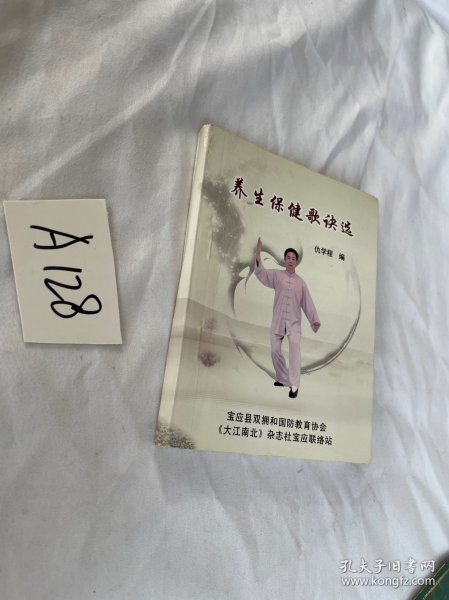 A128
养生保健歌诀选
仇学程 编
宝应县双拥和国防教育协会
《大江南北》杂志社宝应联络站
孔夫子旧书网
www.kongfz.com